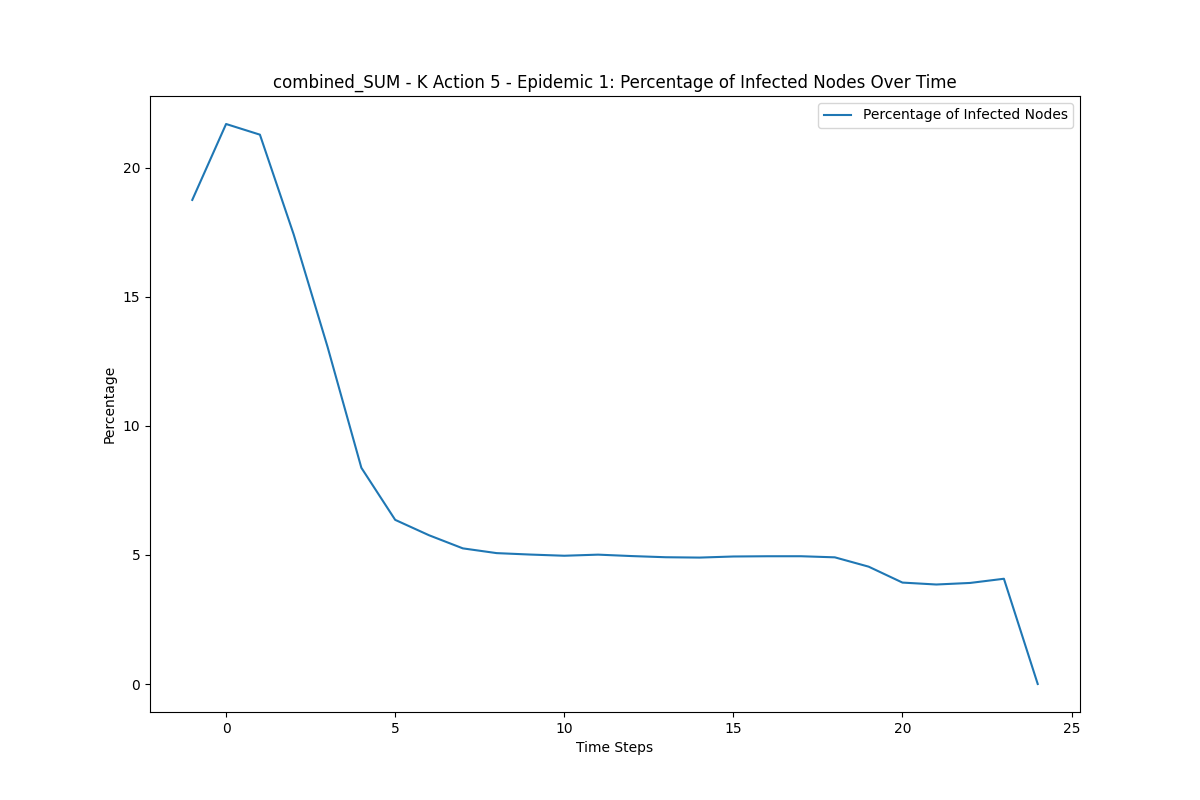 combined_SUM - K Action 5 - Epidemic 1: Percentage of Infected Nodes Over Time
Percentage of Infected Nodes
20
15
10
5
0
Percentage
0 5 10 15 20 25
Time Steps